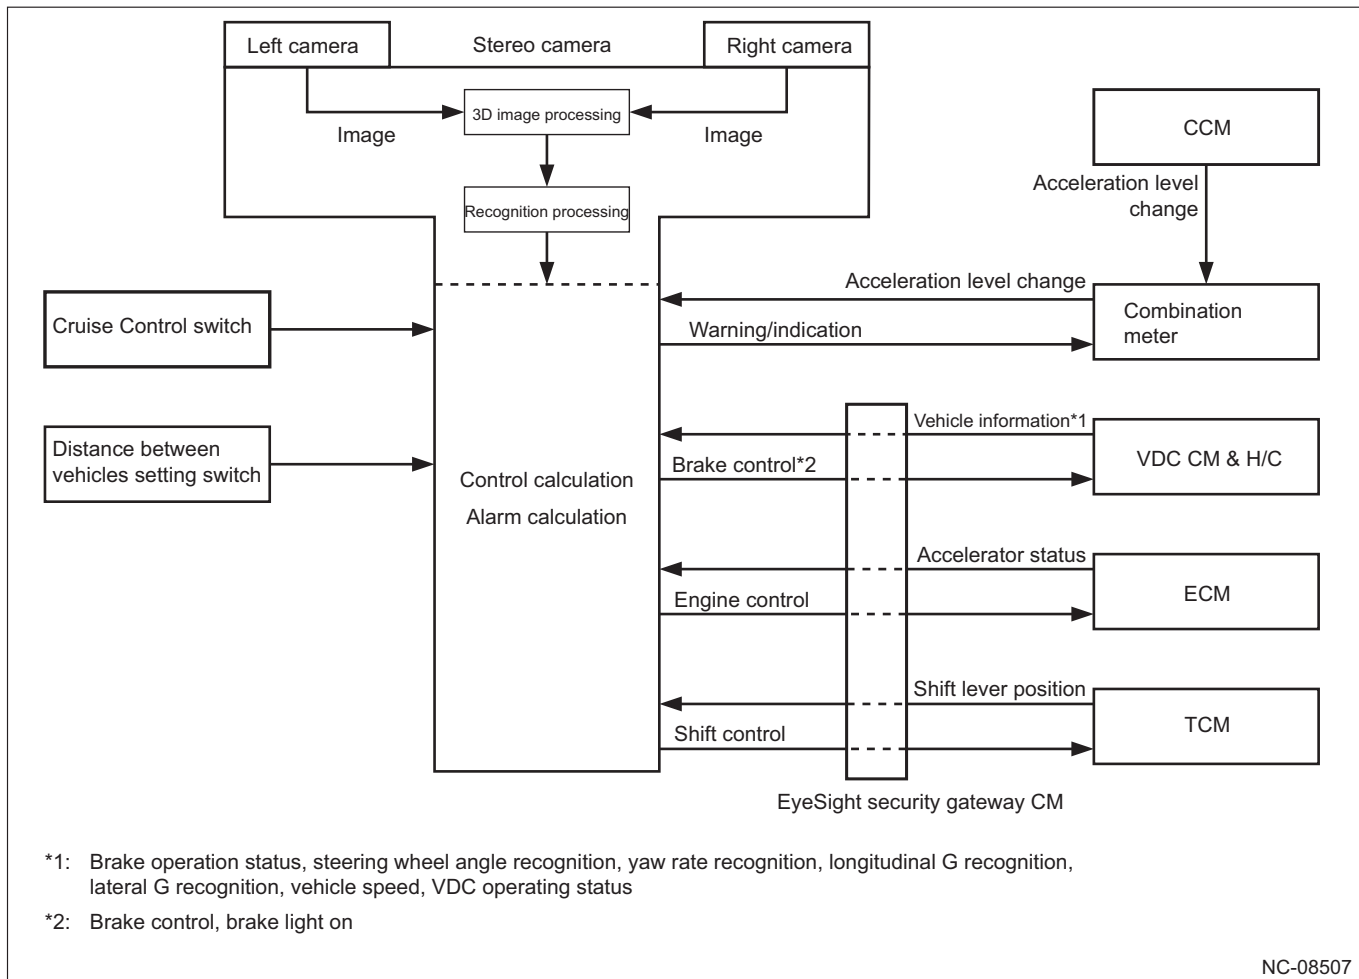 Left camera
Stereo camera
Right camera
3D image processing
Image
Image
CCM
Recognition processing
Acceleration level
change
Acceleration level change
Cruise Control switch
Combination
meter
Warning/indication
Vehicle information*1
Distance between
vehicles setting switch
Brake control*2
VDC CM & H/C
Control calculation
Alarm calculation
Accelerator status
Engine control
ECM
Shift lever position
Shift control
TCM
EyeSight security gateway CM
*1: Brake operation status, steering wheel angle recognition, yaw rate recognition, longitudinal G recognition,
lateral G recognition, vehicle speed, VDC operating status
*2: Brake control, brake light on
NC-08507